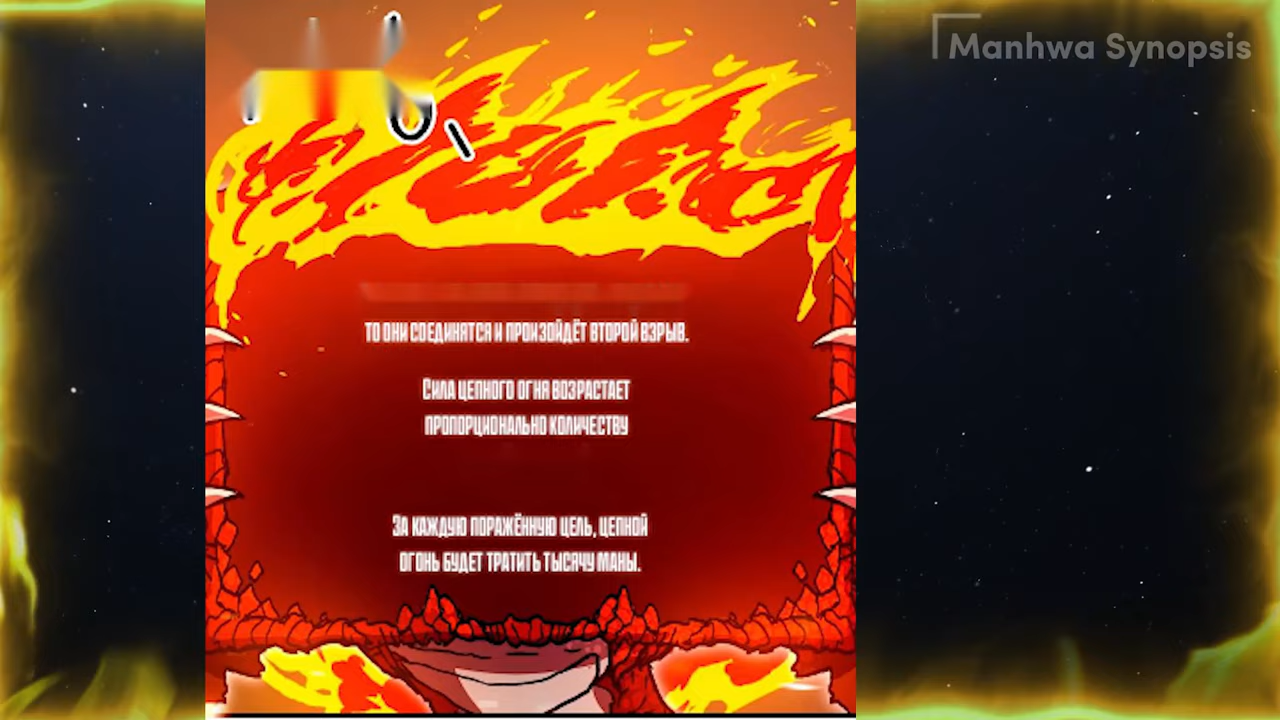 Manhwa Synopsis
ТО ОНИ СОЕДИНЯТСЯ И ПРОИЗОЙДЁТ ВТОРОЙ ВЗРЫВ.
СИЛА ЦЕПНОГО ОГНЯ ВОЗРАСТАЕТ
ПРОПОРЦИОНАЛЬНО КОЛИЧЕСТВУ
ЗА КАЖДУЮ ПОРАЖЁННУЮ ЦЕЛЬ, ЦЕПНОЙ
ОГОНЬ БУДЕТ ТРАТИТЬ ТЫСЯЧУ МАНЫ.